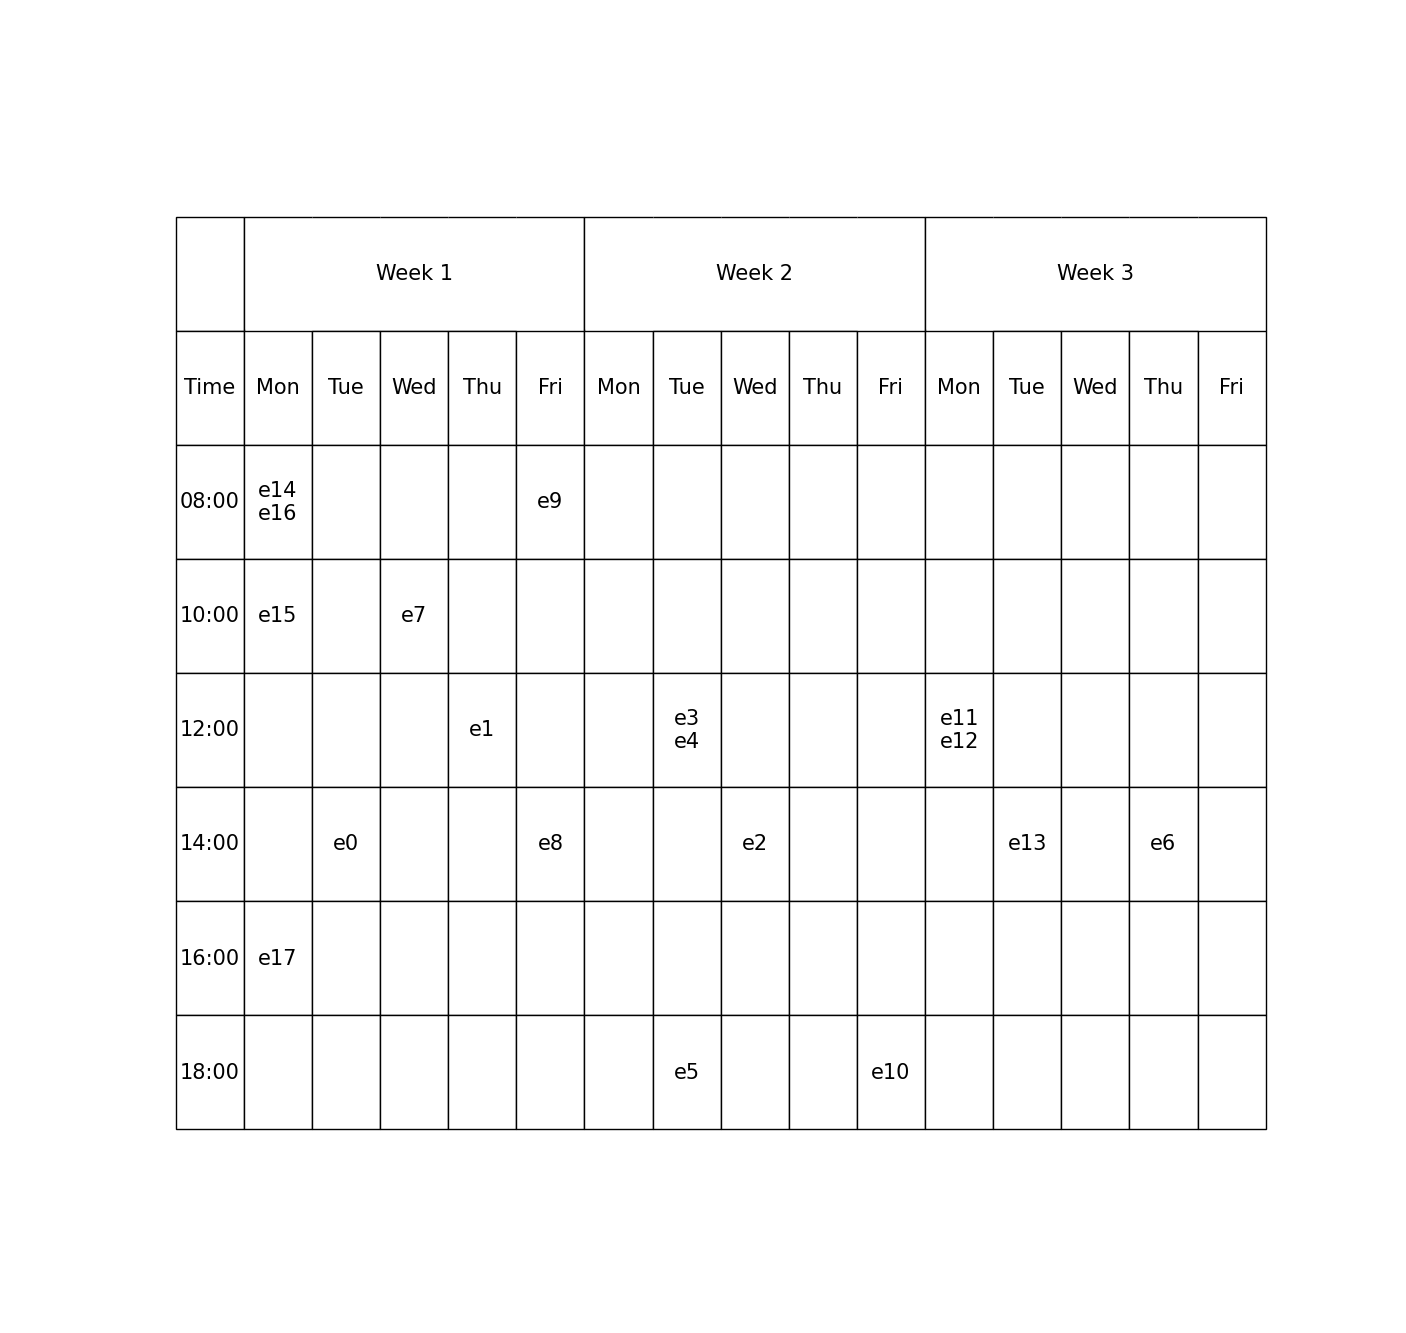 Week 1 Week 2 Week 3
Time Mon Tue Wed Thu Fri Mon Tue Wed Thu Fri Mon Tue Wed Thu Fri
08:00 e14 e9
e16
10:00 e15 e7
12:00 e1 e3 e11
e4 e12
14:00 e0 e8 e2 e13 e6
16:00 e17
18:00 e5 e10